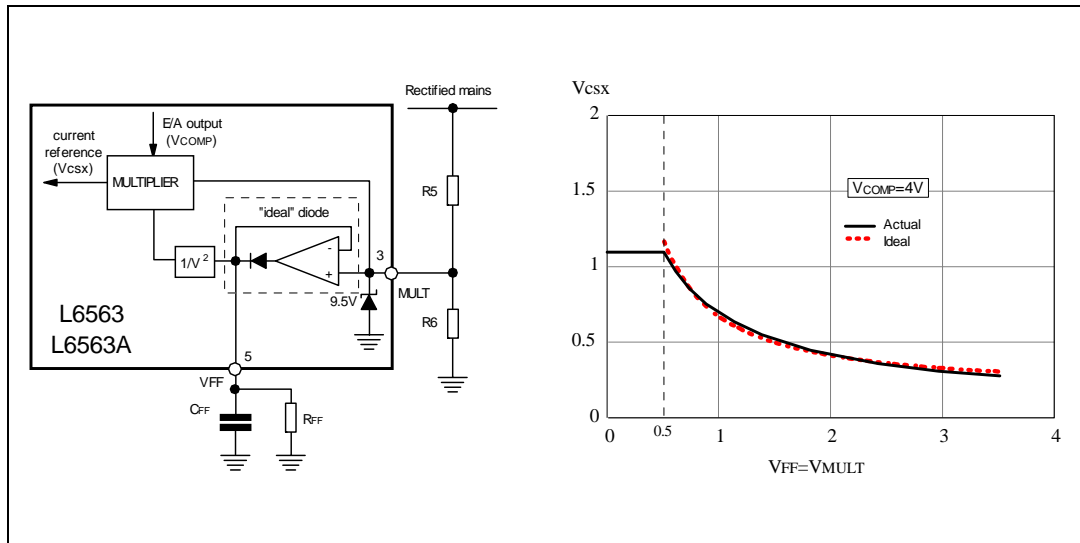 Rectified mains
E/A output
(VCOMP)
current
reference
(Vcsx)
MULTIPLIER
R5
"ideal" diode
-
+
3
1/V 2
MULT
9.5V
R6
L6563
L6563A
5
VFF
CFF
RFF
Vcsx
2
1.5
1
0.5
0
VCOMP=4V
Actual
Ideal
0
0.5
1
2
3
4
VFF=VMULT